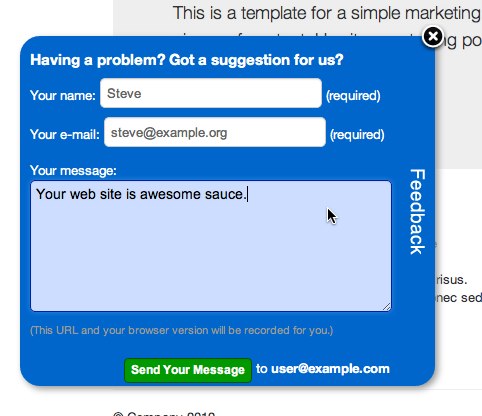 This is a template for a simple marketing
Having a problem? Got a suggestion for us?
Your name: Steve (required)
Your e-mail: steve@example.org (required)
Your message:
Your web site is awesome sauce.
Feedback
risus.
nec sed
(This URL and your browser version will be recorded for you.)
Send Your Message to user@example.com
© Company 2012